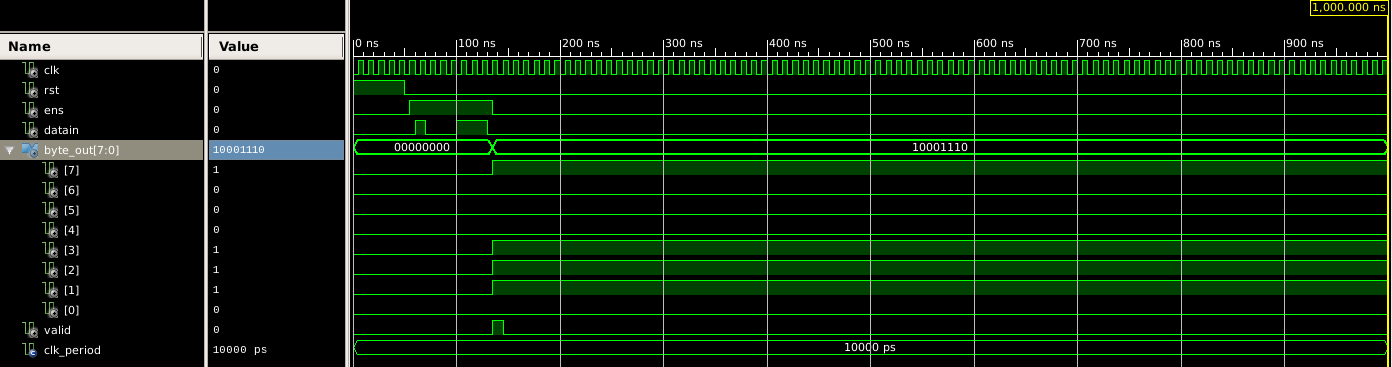 1,000.000 ns
Name Value 0 ns 100 ns 200 ns 300 ns 400 ns 500 ns 600 ns 700 ns 800 ns 900 ns
clk 0
rst 0
ens 0
datain 0
byte_out[7:0] 10001110 00000000 10001110
[7] 1
[6] 0
[5] 0
[4] 0
[3] 1
[2] 1
[1] 1
[0] 0
valid 0
clk_period 10000 ps 10000 ps